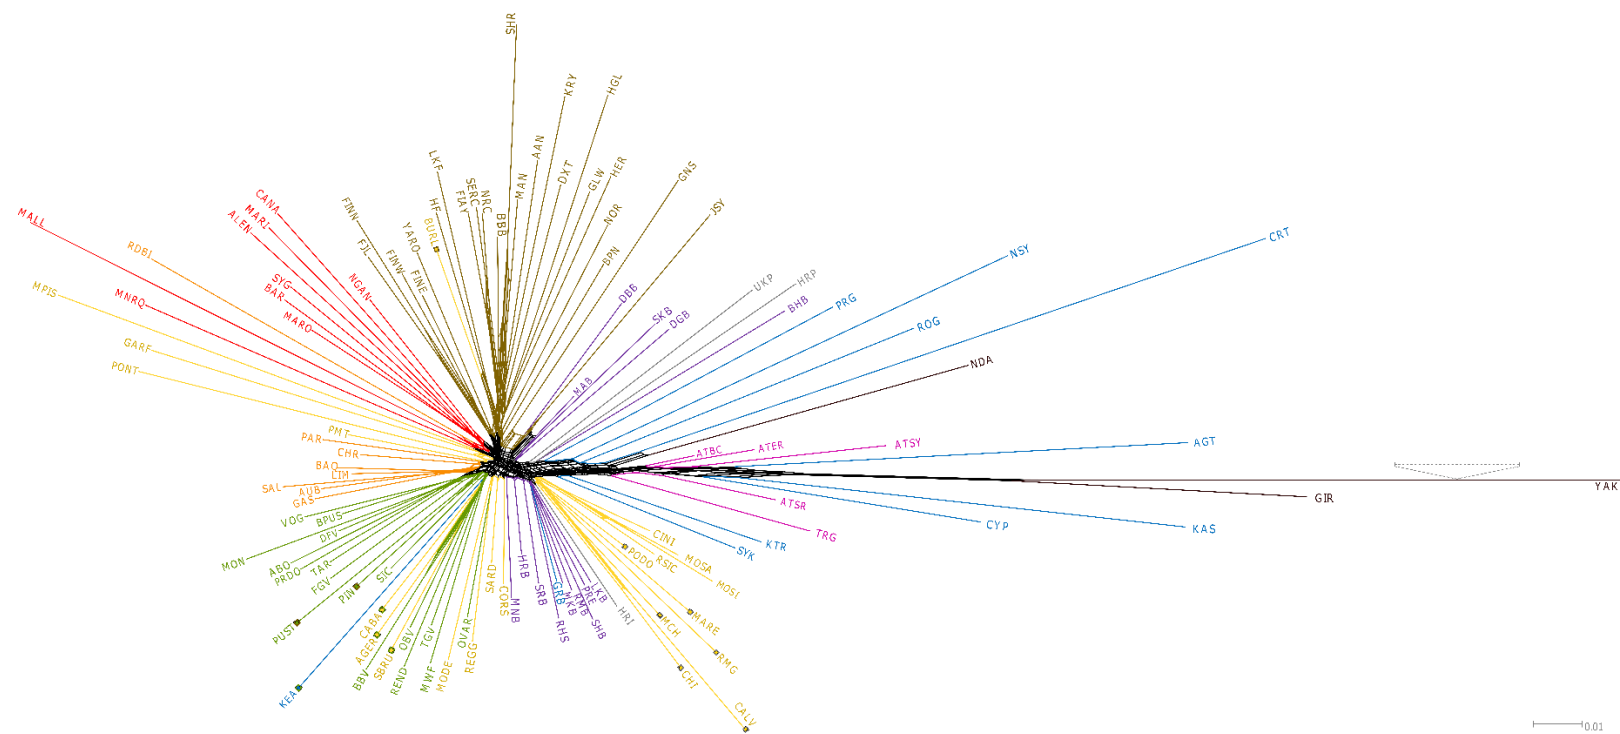 SHR
KRY
HGL
AAN
LKF
DXT
HER
GLW
GNS
SERC
NRC
FIAY
MAN
CANA
MARI
ALEN
MALL
FINN
HF
BURL
YARO
BBB
NOR
JSY
RDBI
FJL
FINW
FINE
BPN
NSY
CRT
MPIS
MNRQ
SYG
BAR
NGAN
MARO
DBB
SKB
DGB
UKP
HRP
BHB
PRG
ROG
GARF
PONT
MAB
NDA
PMT
PAR
CHR
BAQ
LIM
SAL
AUB
GAS
ATBC
ATER
ATSY
AGT
YAK
GIR
VOG
BPUS
DFV
ATSR
TRG
CYP
KAS
MON
ABO
PRDO
TAR
FGV
SIC
PIN
CINI
PODO
RSIC
MOSA
MOSI
KTR
SYK
PUST
CABA
AGER
SBRU
BBV
OBV
REND
TGV
MWF
MODE
OVAR
REGG
SARD
CORS
HRB
MNB
SRB
GRB
RHS
MKB
RMB
PRE
LKB
SHB
HRI
MCH
MARE
RMG
CHI
CALV
KEA
0.01